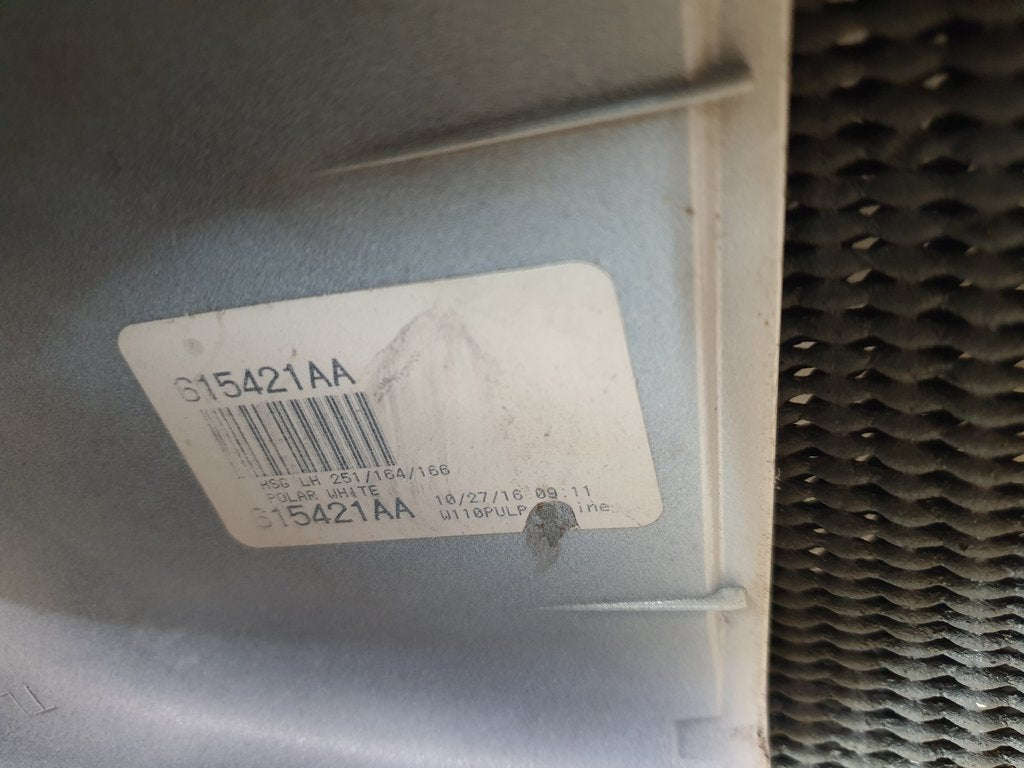 615421AA
HSG LH 251/164/166
POLAR WHITE
615421AA
10/27/16 09:11
W110PULP